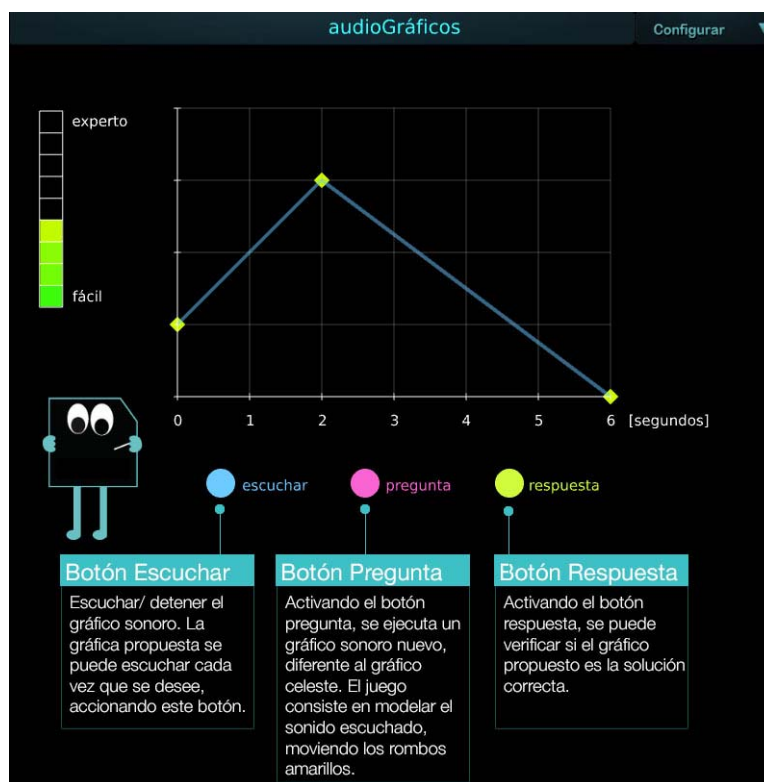 audioGráficos
Configurar
experto
fácil
0 1 2 3 4 5 6 [segundos]
escuchar
pregunta
respuesta
Botón Escuchar
Escuchar/ detener el
gráfico sonoro. La
gráfica propuesta se
puede escuchar cada
vez que se desee,
accionando este botón.
Botón Pregunta
Activando el botón
pregunta, se ejecuta un
gráfico sonoro nuevo,
diferente al gráfico
celeste. El juego
consiste en modelar el
sonido escuchado,
moviendo los rombos
amarillos.
Botón Respuesta
Activando el botón
respuesta, se puede
verificar si el gráfico
propuesto es la solución
correcta.